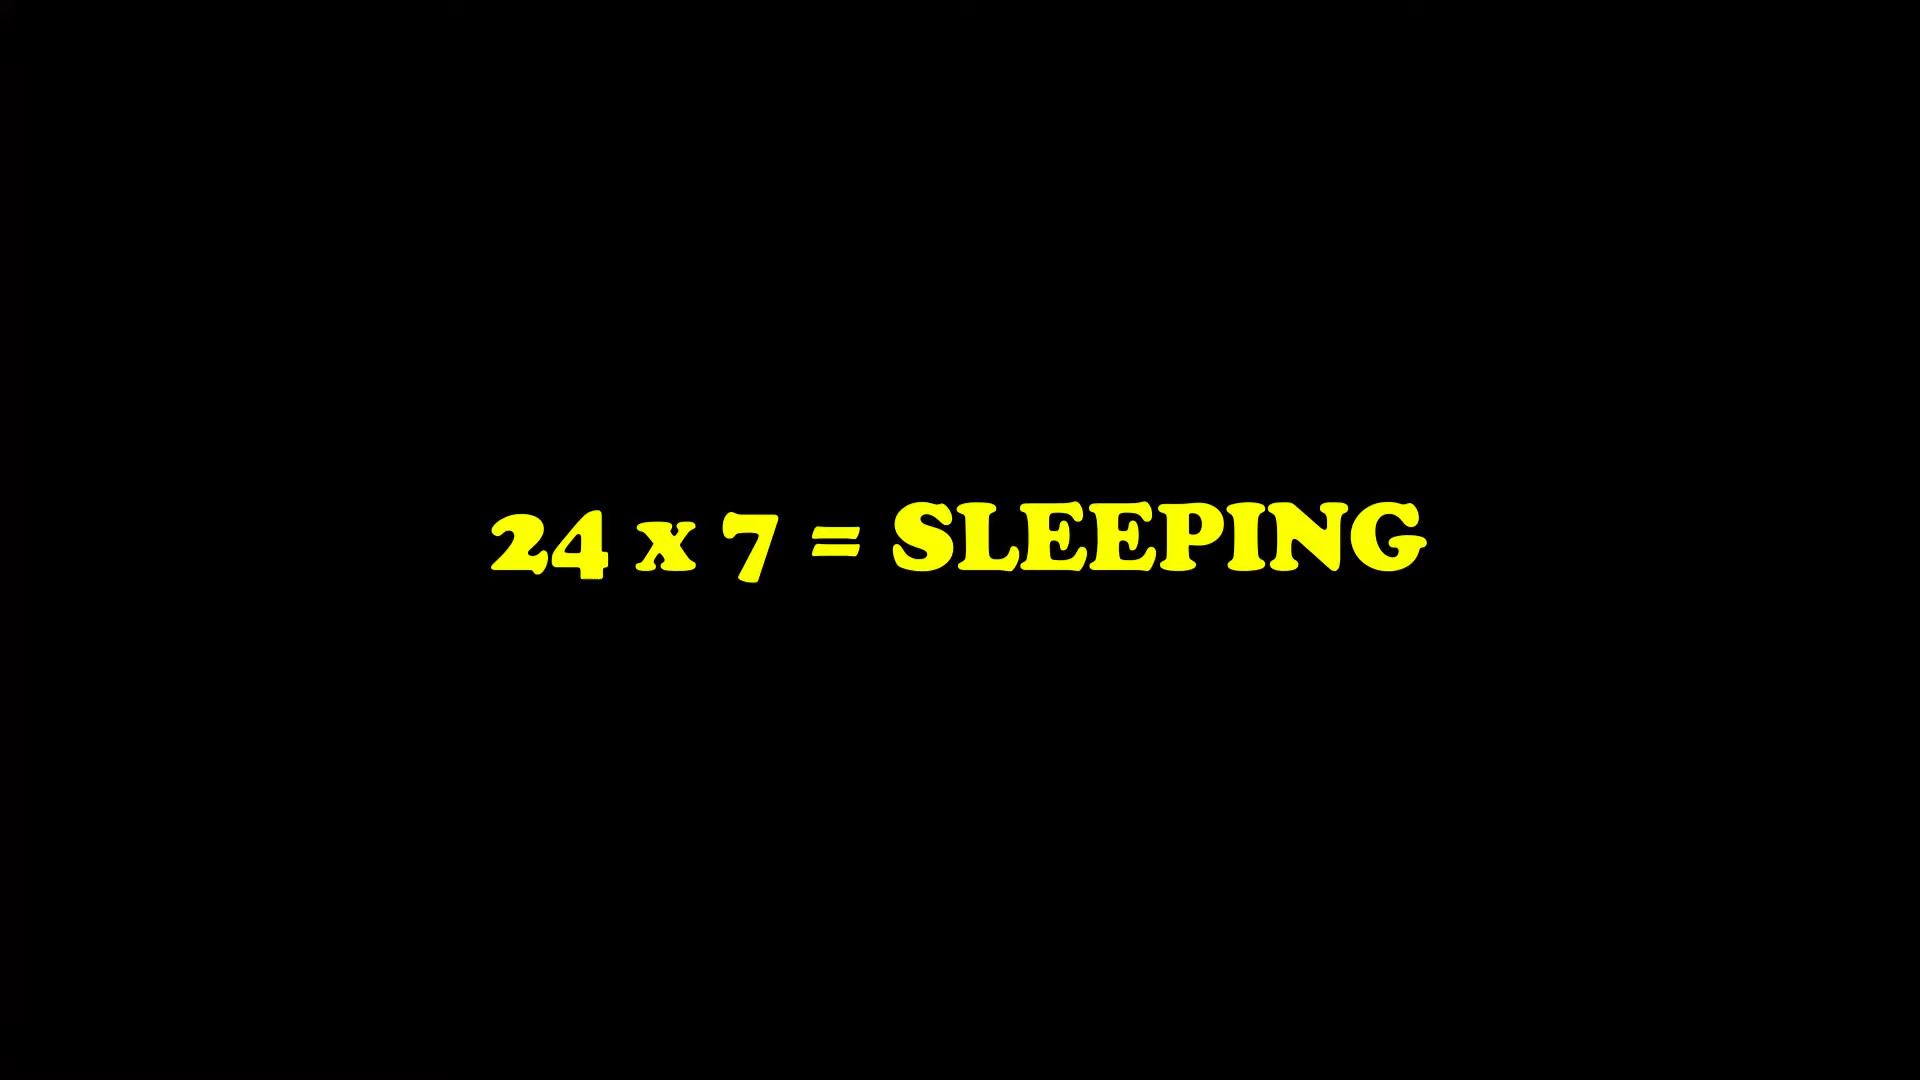 24 x 7 = SLEEPING